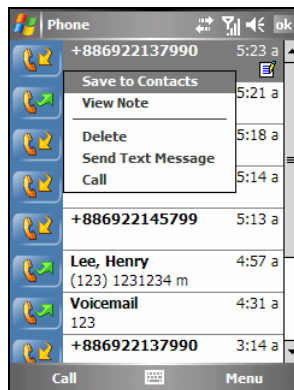 Phone
ok
+886922137990 5:23 a
Save to Contacts
View Note
5:21 a
Delete
5:18 a
Send Text Message
Call
5:14 a
+886922145799 5:13 a
Lee, Henry 4:57 a
(123) 1231234 m
Voicemail 4:31 a
123
+886922137990 3:14 a
Call Menu